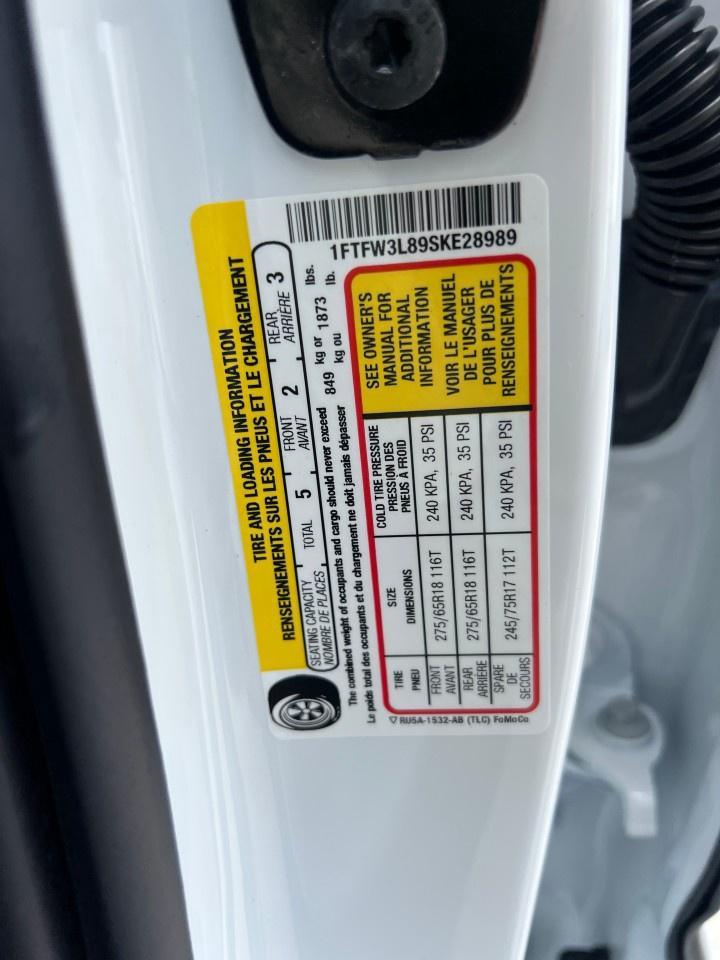 1FTFW3L89SKE28989
TIRE AND LOADING INFORMATION
RENSEIGNEMENTS SUR LES PNEUS ET LE CHARGEMENT
SEATING CAPACITY TOTAL 5 FRONT 2 REAR 3
NOMBRE DE PLACES AVANT ARRIÈRE
The combined weight of occupants and cargo should never exceed 849 kg or 1873 lbs.
Le poids total des occupants et du chargement ne doit jamais dépasser kg ou lb.
TIRE SIZE COLD TIRE PRESSURE
PNEU DIMENSIONS PRESSION DES
PNEUS À FROID
FRONT 275/65R18 116T 240 KPA, 35 PSI
AVANT
REAR 275/65R18 116T 240 KPA, 35 PSI
ARRIÈRE
SPARE 245/75R17 112T 240 KPA, 35 PSI
DE
SECOURS
SEE OWNER'S
MANUAL FOR
ADDITIONAL
INFORMATION
VOIR LE MANUEL
DE L'USAGER
POUR PLUS DE
RENSEIGNEMENTS
RU5A-1532-AB (TLC) FoMoCo